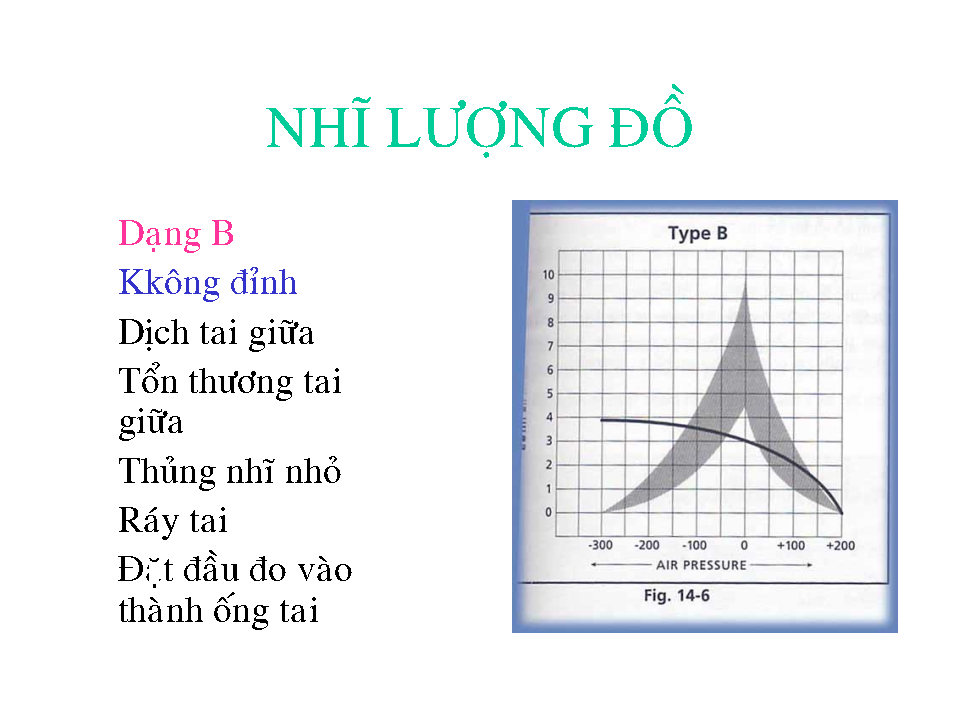 NHĨ LƯỢNG ĐỒ
Dạng B
Kkông đỉnh
Dịch tai giữa
Tổn thương tai
giữa
Thủng nhĩ nhỏ
Ráy tai
Đặt đầu đo vào
thành ống tai
Type B
10
9
8
7
6
5
4
3
2
1
0
-300 -200 -100 0 +100 +200
AIR PRESSURE
Fig. 14-6